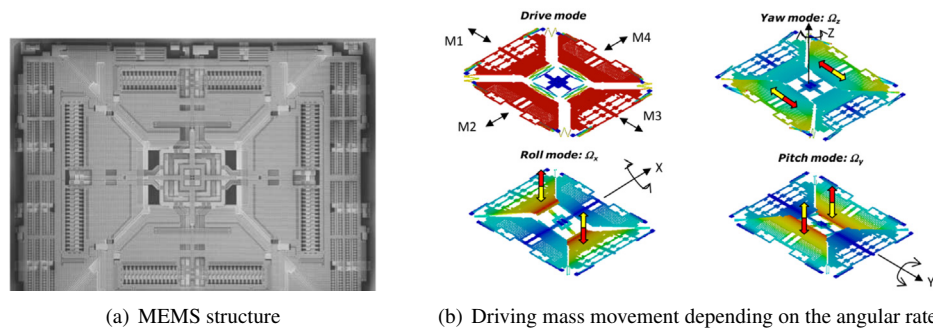 Drive mode
M1
M4
M2
M3
Yaw mode: Ωz
Z
Roll mode: Ωx
X
Pitch mode: Ωy
Y
(a) MEMS structure
(b) Driving mass movement depending on the angular rate